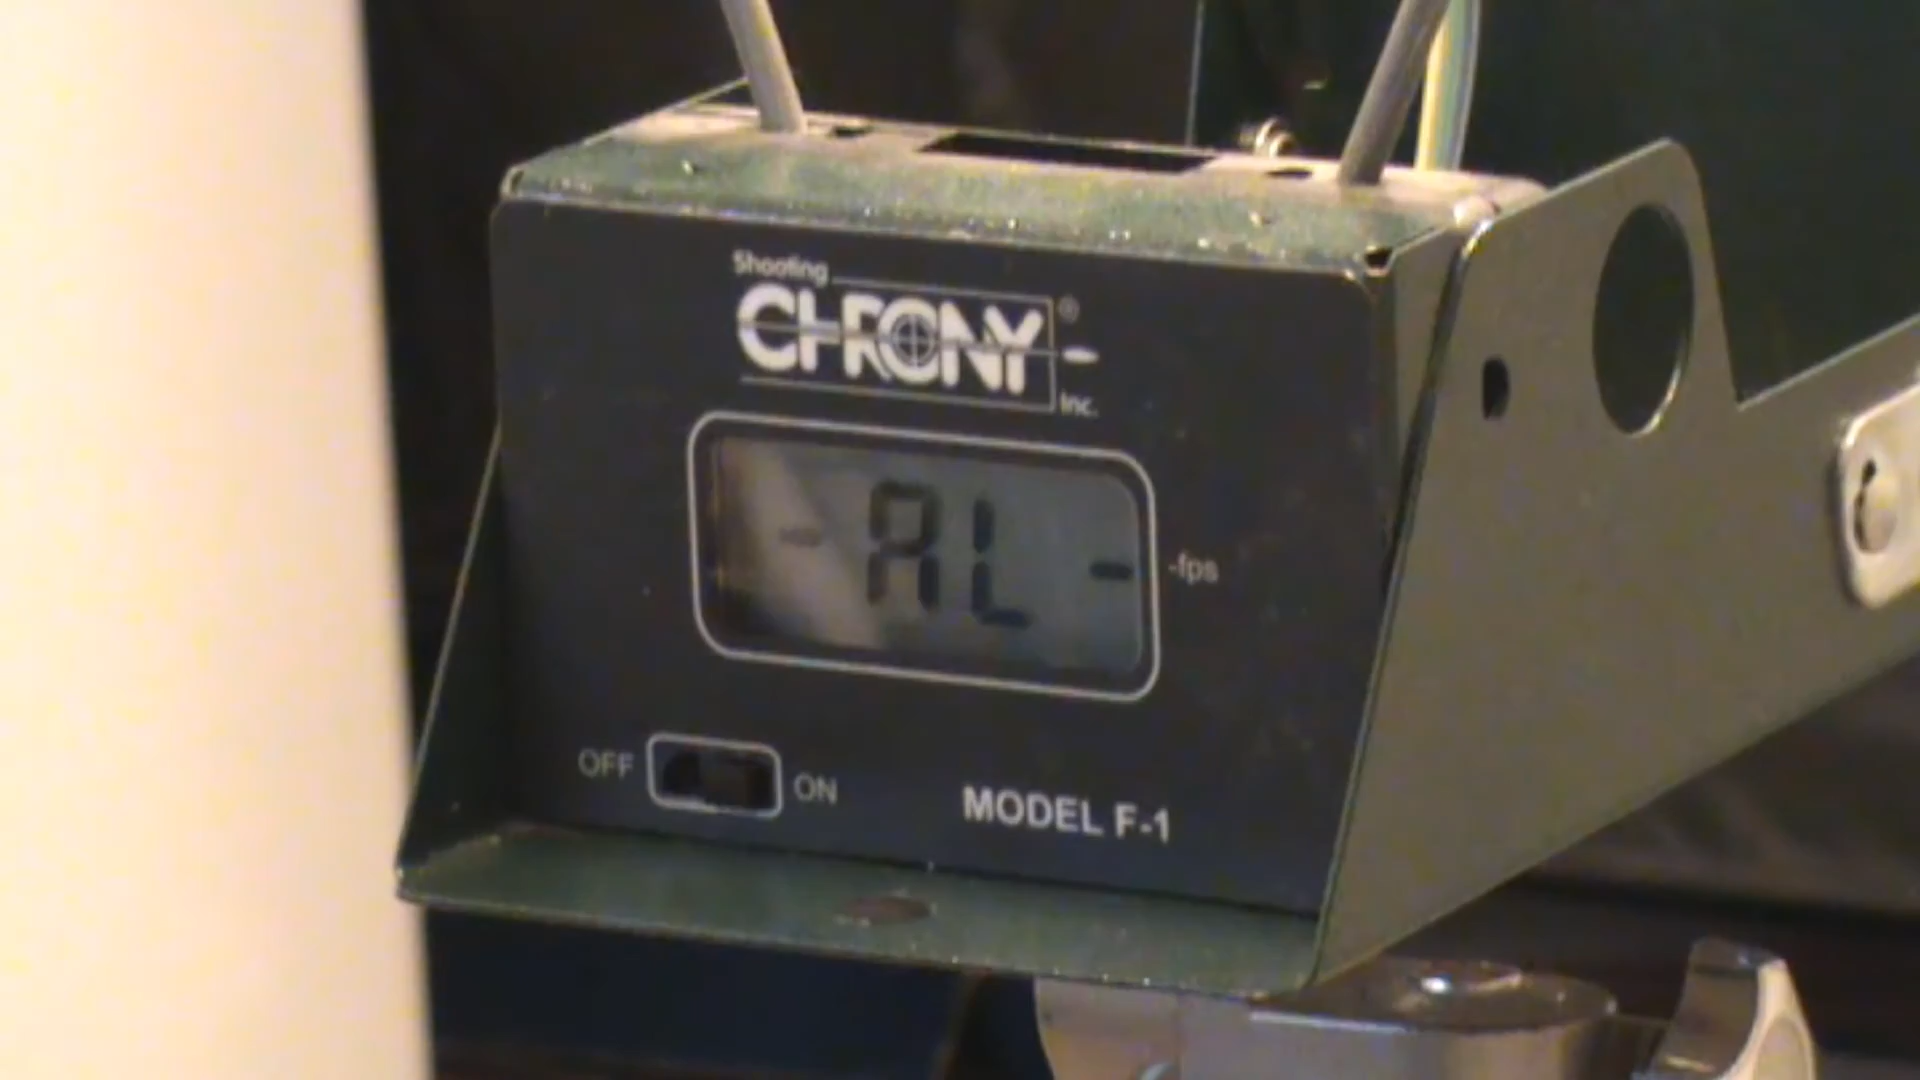 Shooting
CHRONY®
Inc.
- AL -
-fps
OFF ON
MODEL F-1